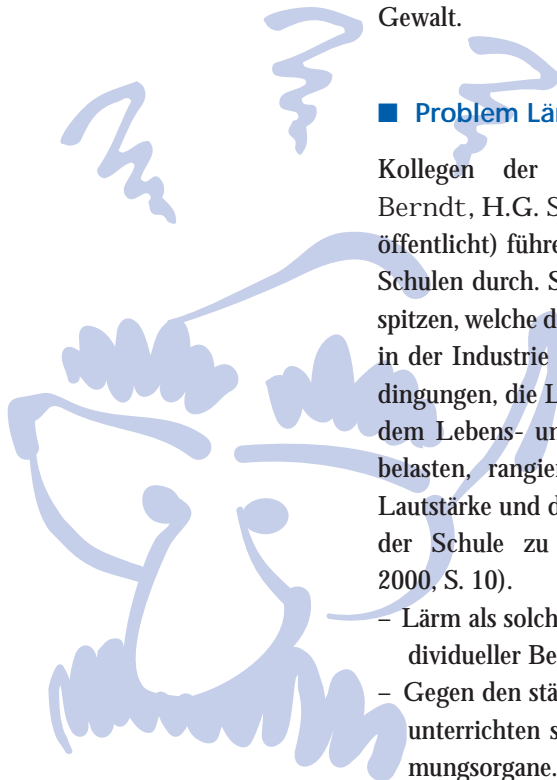 Gewalt.
■ Problem Lä
Kollegen der
Berndt, H.G. S
öffentlicht) führe
Schulen durch. S
spitzen, welche d
in der Industrie
dingungen, die L
dem Lebens- un
belasten, rangier
Lautstärke und d
der Schule zu
2000, S. 10).
– Lärm als solch
dividueller Be
– Gegen den stä
unterrichten s
mungsorgane.